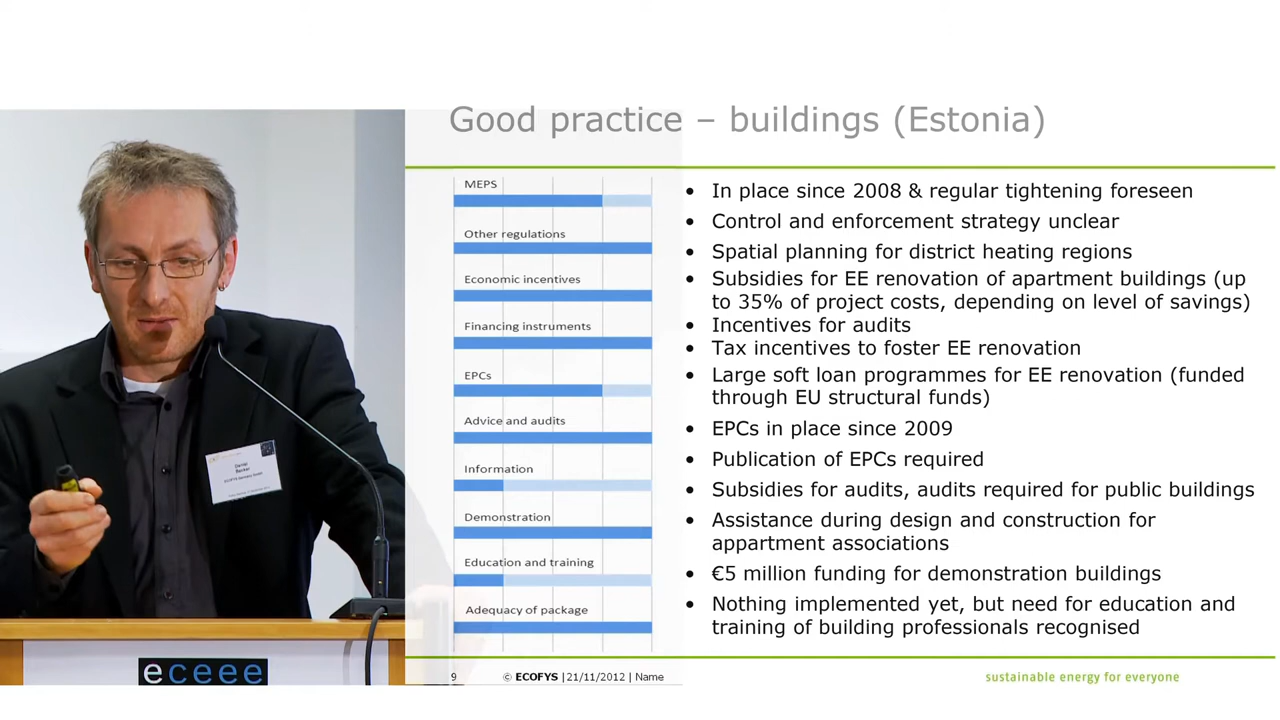 Good practice – buildings (Estonia)
MEPS
Other regulations
Economic incentives
Financing instruments
EPCs
Advice and audits
Information
Demonstration
Education and training
Adequacy of package
• In place since 2008 & regular tightening foreseen
• Control and enforcement strategy unclear
• Spatial planning for district heating regions
• Subsidies for EE renovation of apartment buildings (up
to 35% of project costs, depending on level of savings)
• Incentives for audits
• Tax incentives to foster EE renovation
• Large soft loan programmes for EE renovation (funded
through EU structural funds)
• EPCs in place since 2009
• Publication of EPCs required
• Subsidies for audits, audits required for public buildings
• Assistance during design and construction for
appartment associations
• €5 million funding for demonstration buildings
• Nothing implemented yet, but need for education and
training of building professionals recognised
9
© ECOFYS | 21/11/2012 | Name
sustainable energy for everyone
Daniel
Becker
ECOFYS Germany GmbH
eceee